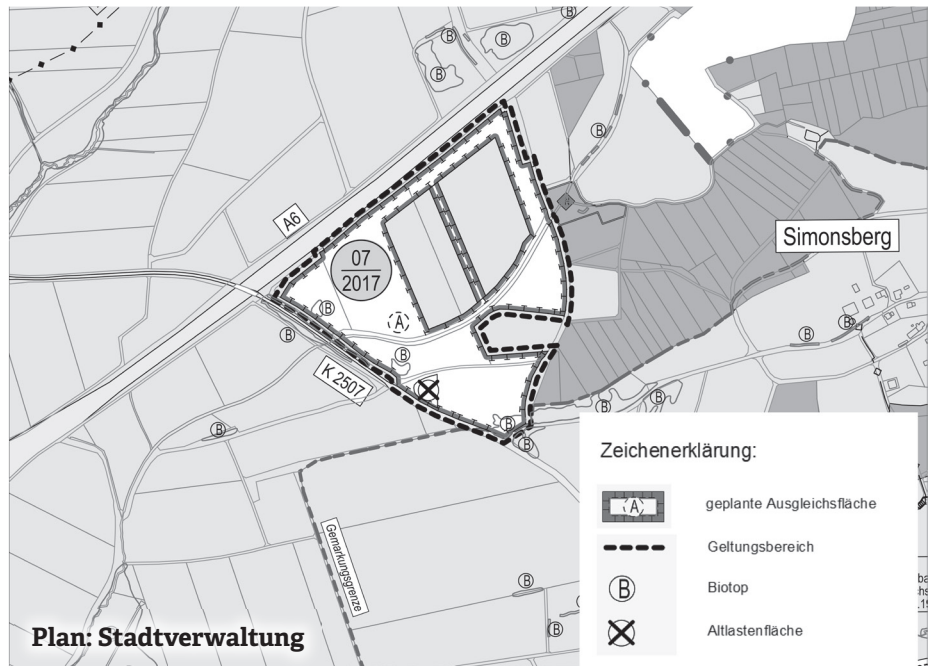 B
B
B
B
A6
Simonsberg
07
2017
A
B
B
B
B
B
K 2507
B
B
B
B
B
Gemarkungsgrenze
B
B
Zeichenerklärung:
A geplante Ausgleichsfläche
Geltungsbereich
B Biotop
Altlastenfläche
Plan: Stadtverwaltung